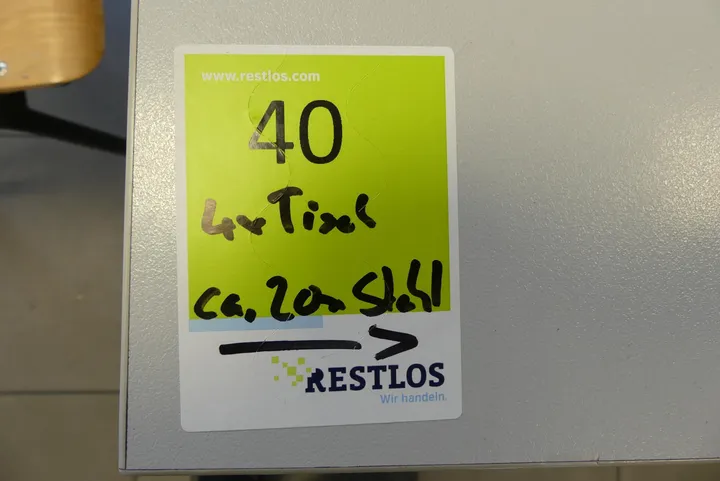 www.restlos.com
40
4x Tisch
ca. 20x Stuhl
RESTLOS
Wir handeln.